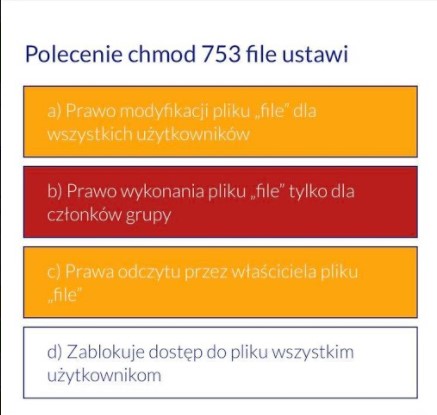 Polecenie chmod 753 file ustawi
a) Prawo modyfikacji pliku „file” dla
wszystkich użytkowników
b) Prawo wykonania pliku „file” tylko dla
członków grupy
c) Prawa odczytu przez właściciela pliku
„file”
d) Zablokuje dostęp do pliku wszystkim
użytkownikom